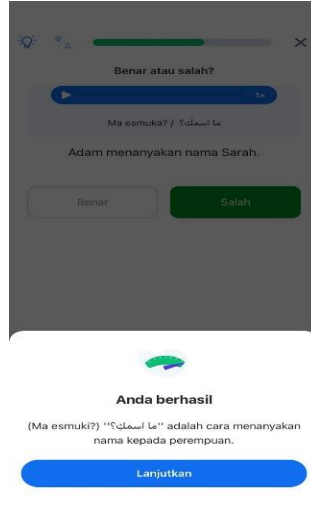 Benar atau salah?
1x
Ma esmuka? / ما اسمك؟
Adam menanyakan nama Sarah.
Benar
Salah
Anda berhasil
(Ma esmuki?) ''ما اسمكِ؟'' adalah cara menanyakan
nama kepada perempuan.
Lanjutkan